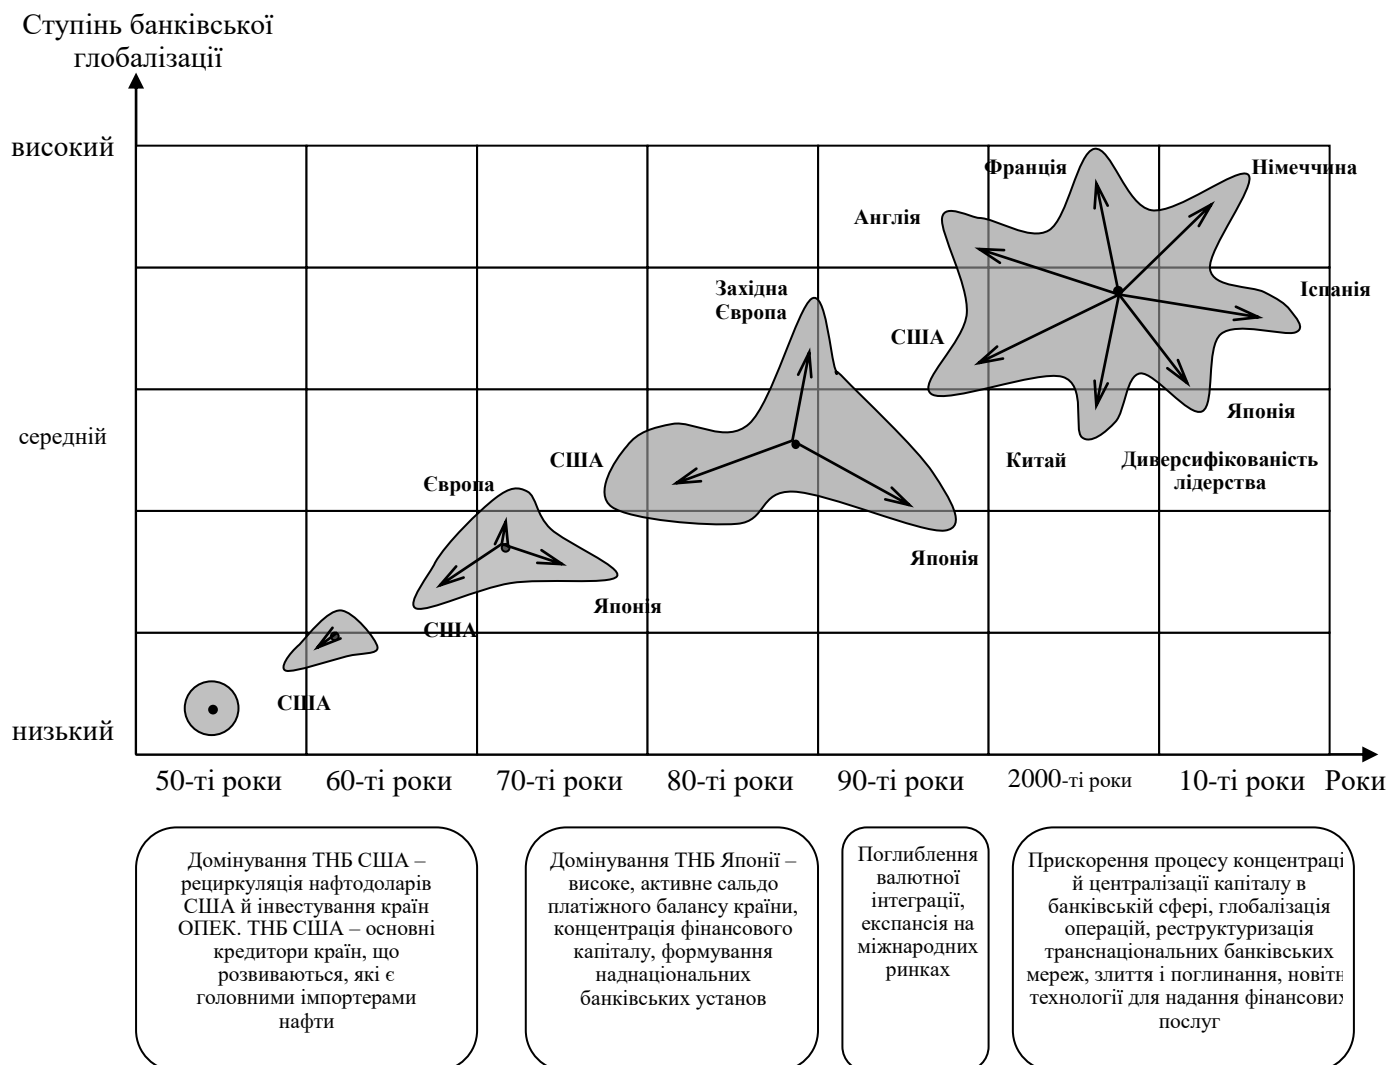 Ступінь банківської
глобалізації
високий
середній
низький
Франція
Німеччина
Англія
Західна
Європа
Іспанія
США
Японія
США
Китай
Диверсифікованість
лідерства
Європа
Японія
Японія
США
США
50-ті роки
60-ті роки
70-ті роки
80-ті роки
90-ті роки
2000-ті роки
10-ті роки
Роки
Домінування ТНБ США –
рециркуляція нафтодоларів
США й інвестування країн
ОПЕК. ТНБ США – основні
кредитори країн, що
розвиваються, які є
головними імпортерами
нафти
Домінування ТНБ Японії –
високе, активне сальдо
платіжного балансу країни,
концентрація фінансового
капіталу, формування
наднаціональних
банківських установ
Поглиблення
валютної
інтеграції,
експансія на
міжнародних
ринках
Прискорення процесу концентраці
й централізації капіталу в
банківській сфері, глобалізація
операцій, реструктуризація
транснаціональних банківських
мереж, злиття і поглинання, новітн
технології для надання фінансових
послуг